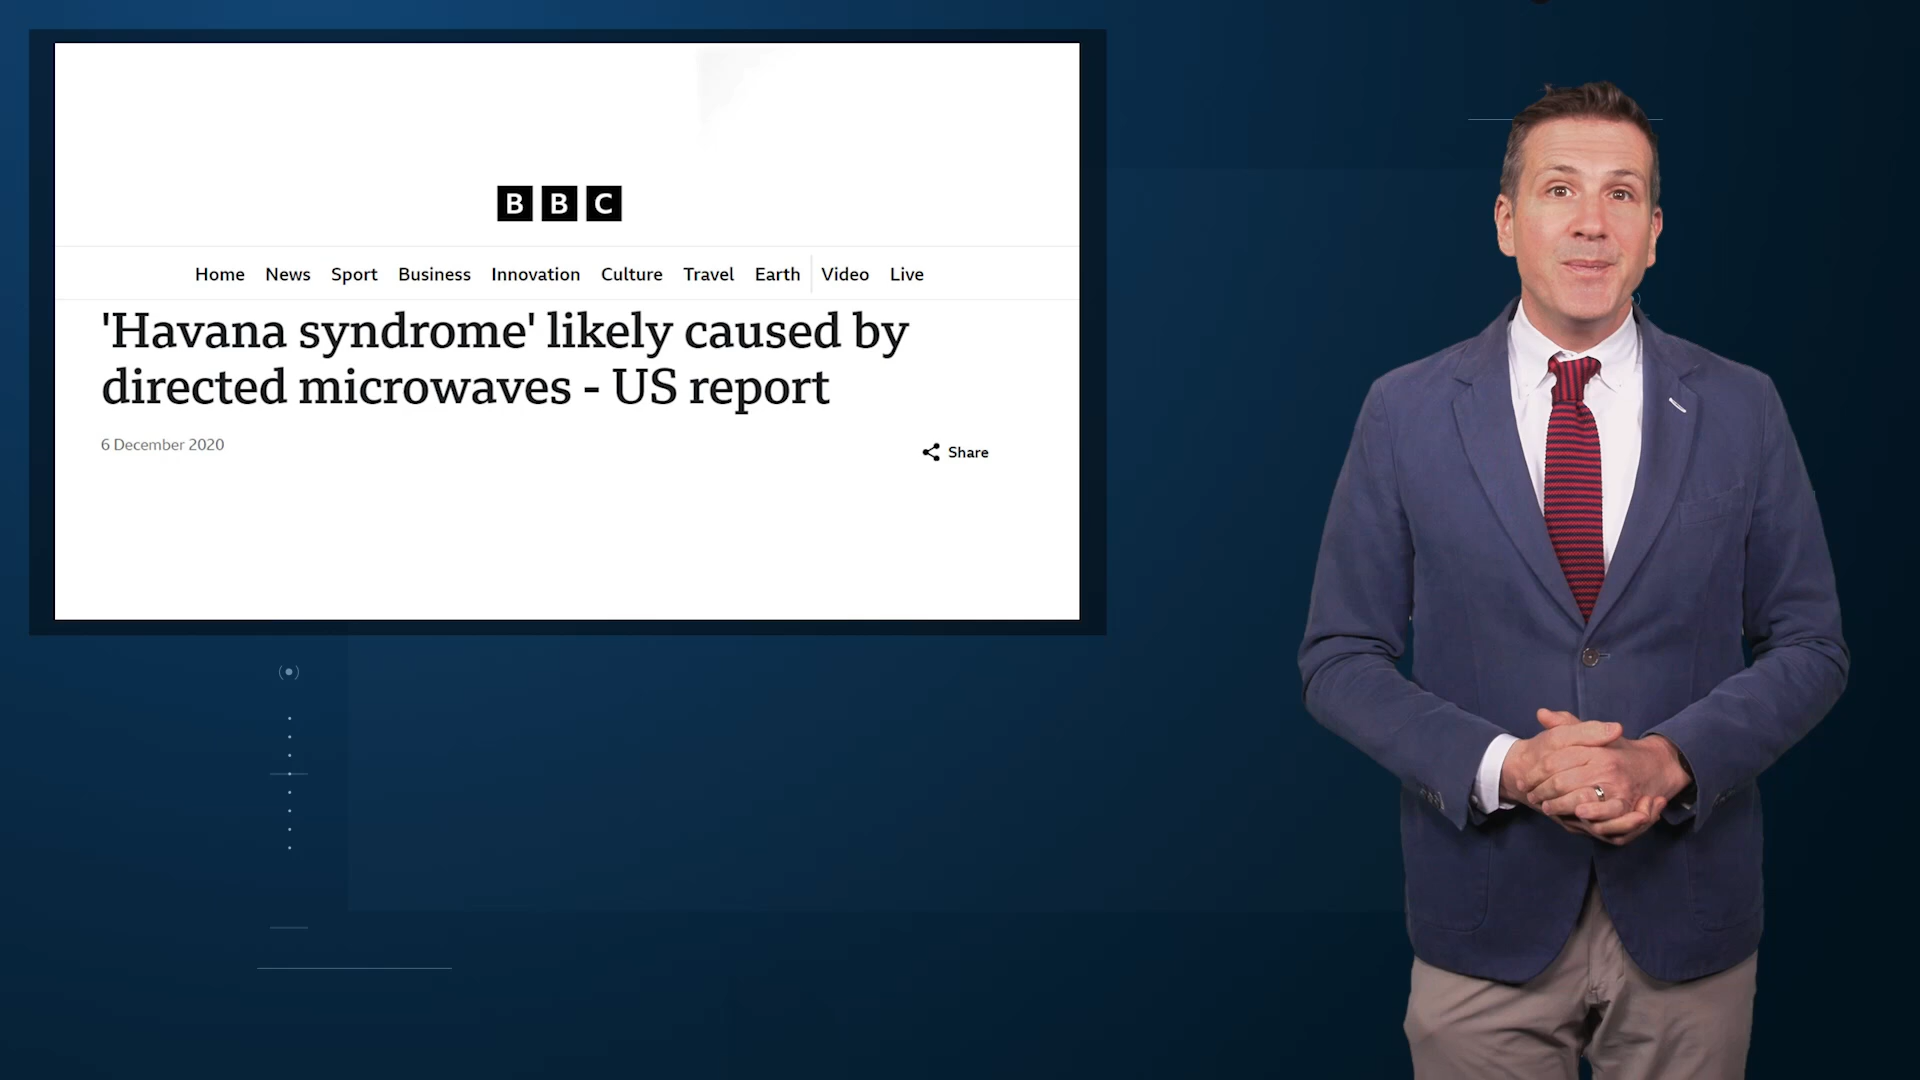 BBC
Home News Sport Business Innovation Culture Travel Earth Video Live
'Havana syndrome' likely caused by
directed microwaves - US report
6 December 2020
Share